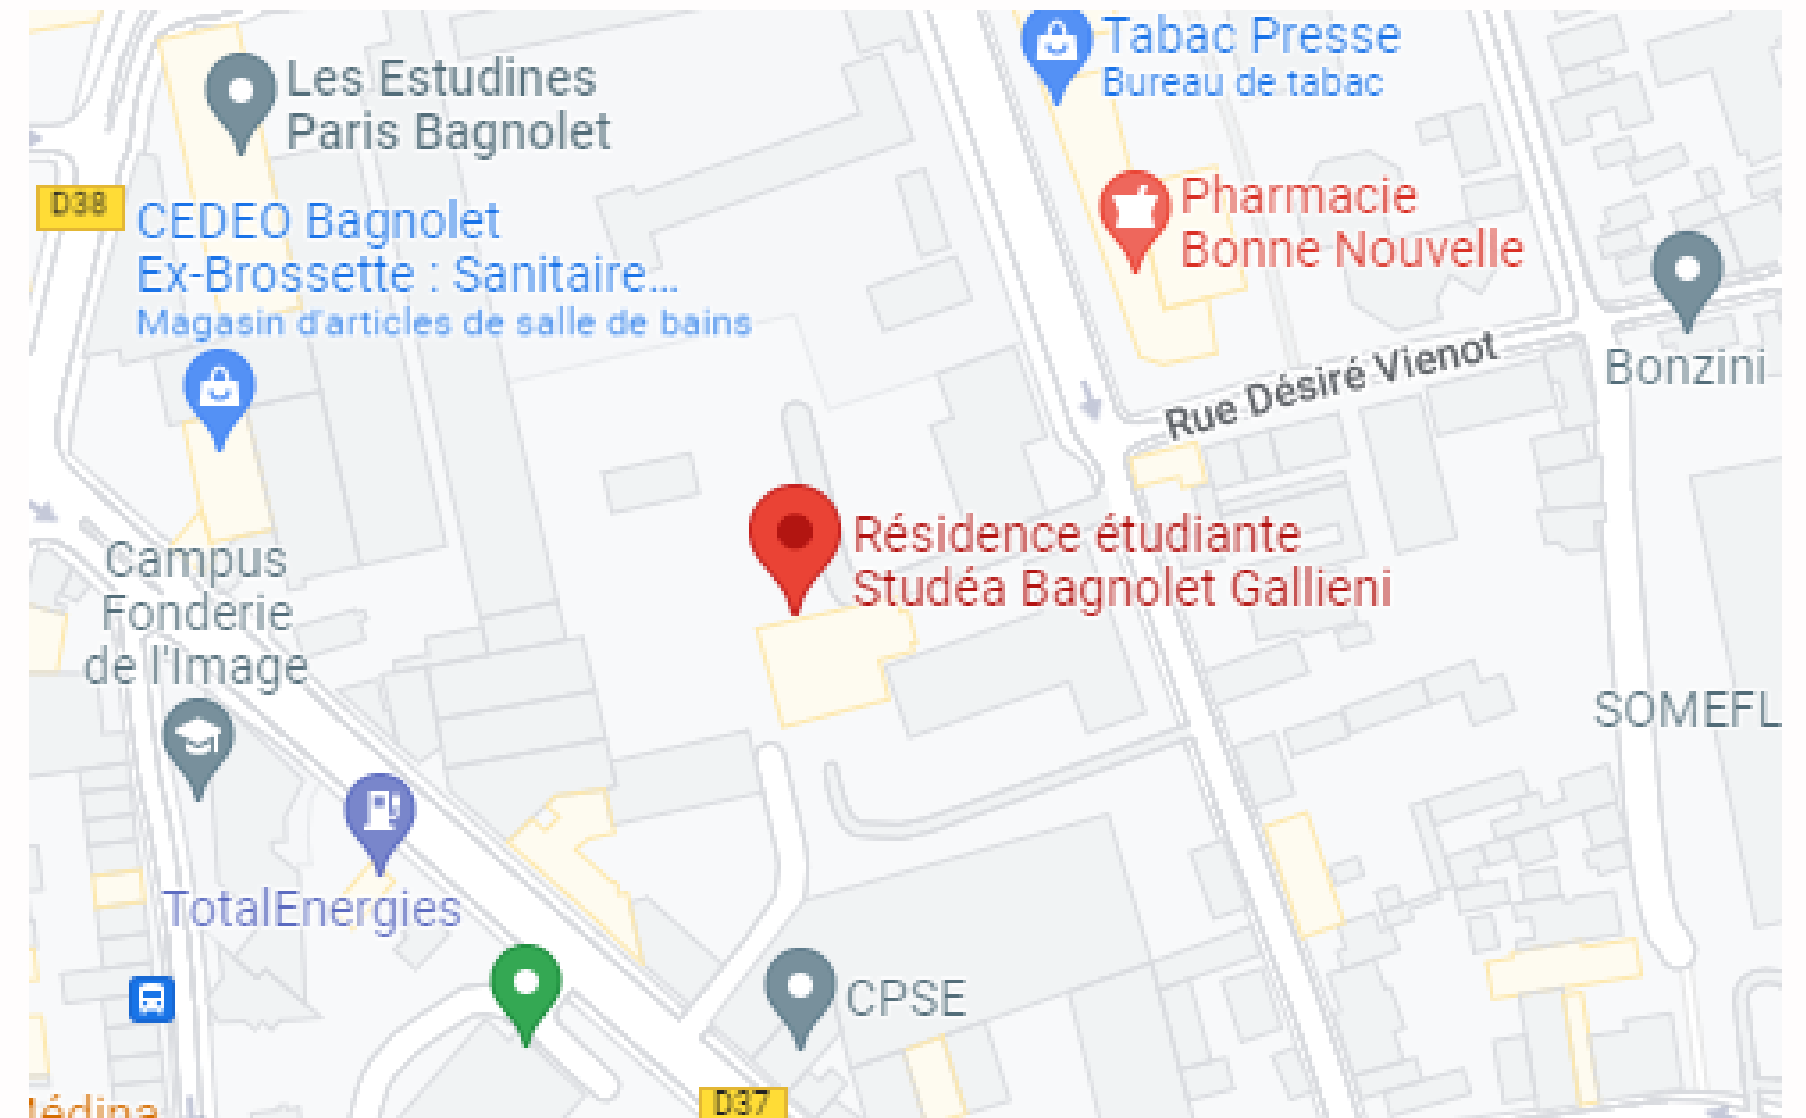 Tabac Presse
Bureau de tabac
Les Estudines
Paris Bagnolet
D38
CEDEO Bagnolet
Ex-Brossette : Sanitaire...
Magasin d'articles de salle de bains
Pharmacie
Bonne Nouvelle
Rue Désiré Vienot
Bonzini
Résidence étudiante
Studéa Bagnolet Gallieni
Campus
Fonderie
de l'Image
SOMEFL
TotalEnergies
CPSE
D37